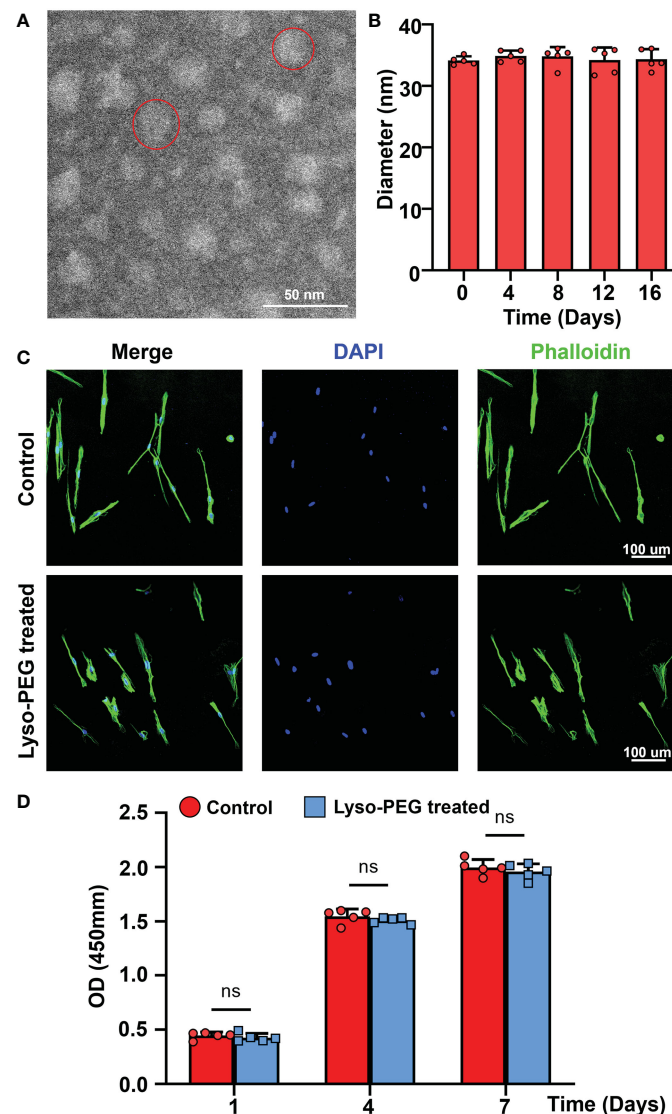 A
50 nm
B
Diameter (nm)
40
30
20
10
0
0 4 8 12 16
Time (Days)
C
Merge DAPI Phalloidin
Control
100 um
Lyso-PEG treated
100 um
D
Control Lyso-PEG treated
OD (450mm)
2.5
2.0
1.5
1.0
0.5
0.0
ns
ns
ns
1 4 7 Time (Days)